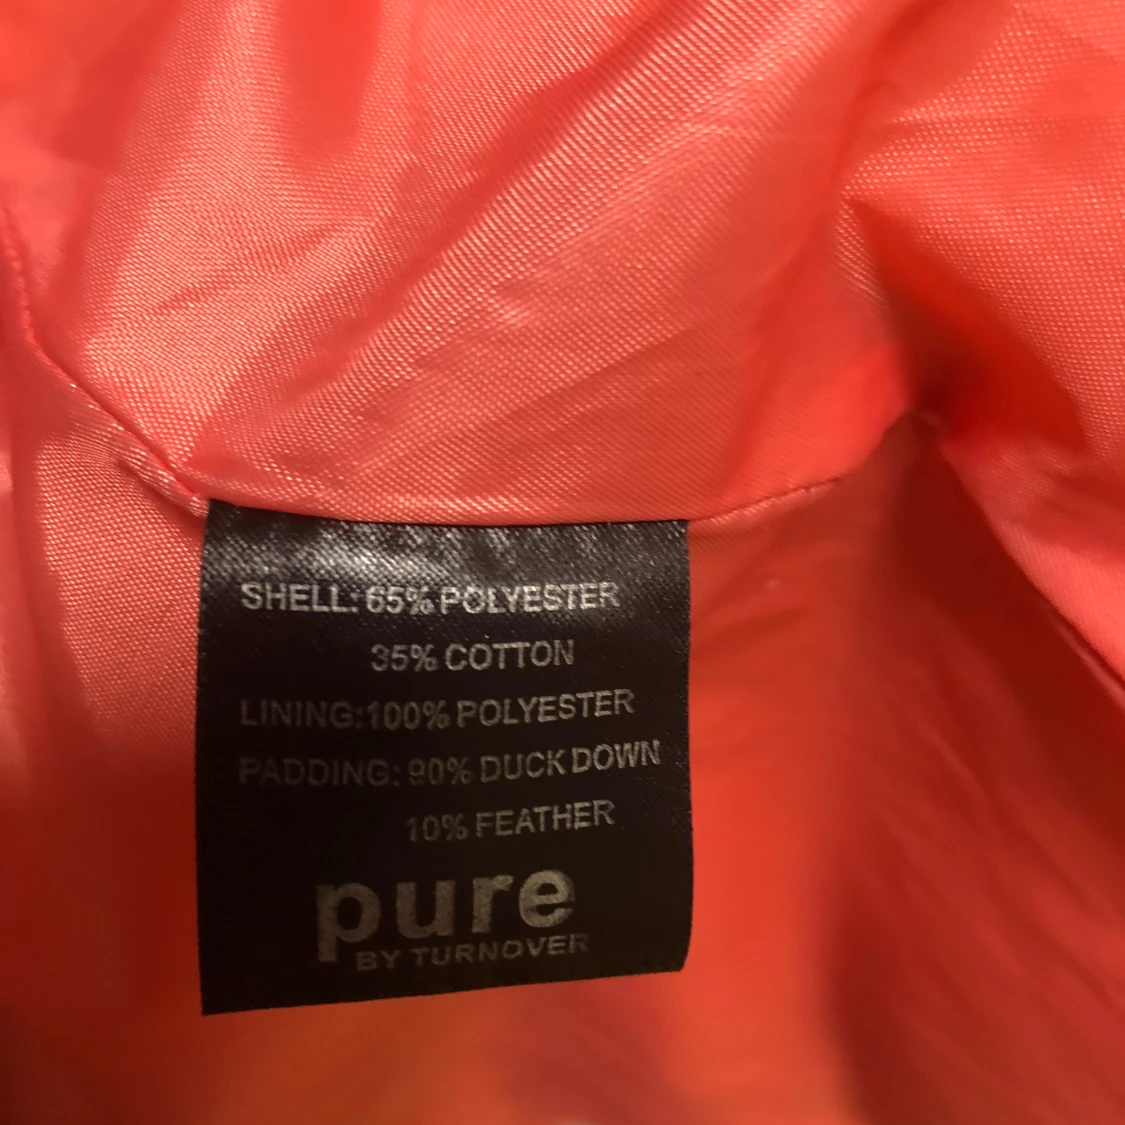 SHELL: 65% POLYESTER
35% COTTON
LINING:100% POLYESTER
PADDING: 90% DUCK DOWN
10% FEATHER
pure
BY TURNOVER